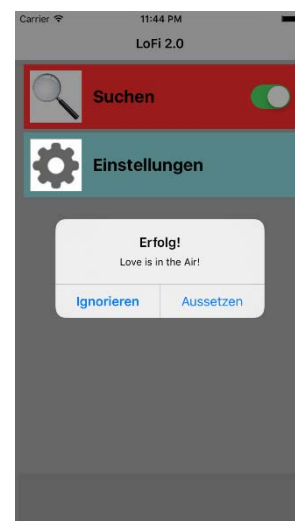 Carrier 11:44 PM
LoFi 2.0
Suchen
Einstellungen
Erfolg!
Love is in the Air!
Ignorieren Aussetzen